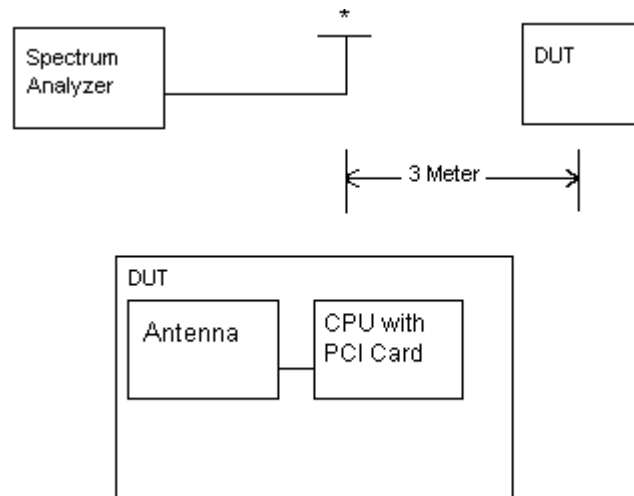 *
Spectrum
Analyzer
DUT
3 Meter
DUT
Antenna
CPU with
PCI Card